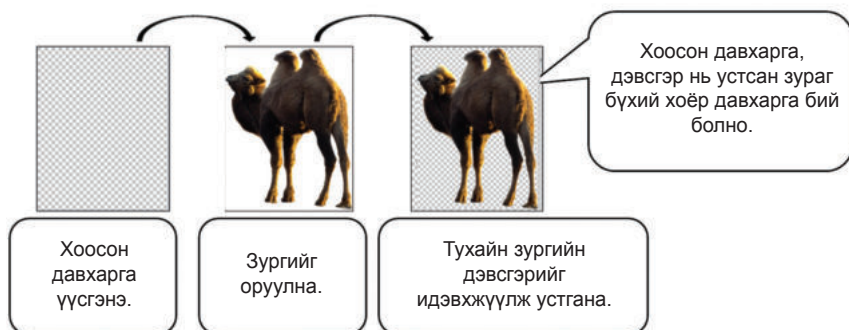 Хоосон давхарга,
дэвсгэр нь устсан зураг
бүхий хоёр давхарга бий
болно.
Хоосон
давхарга
үүсгэнэ.
Зургийг
оруулна.
Тухайн зургийн
дэвсгэрийг
идэвхжүүлж устгана.